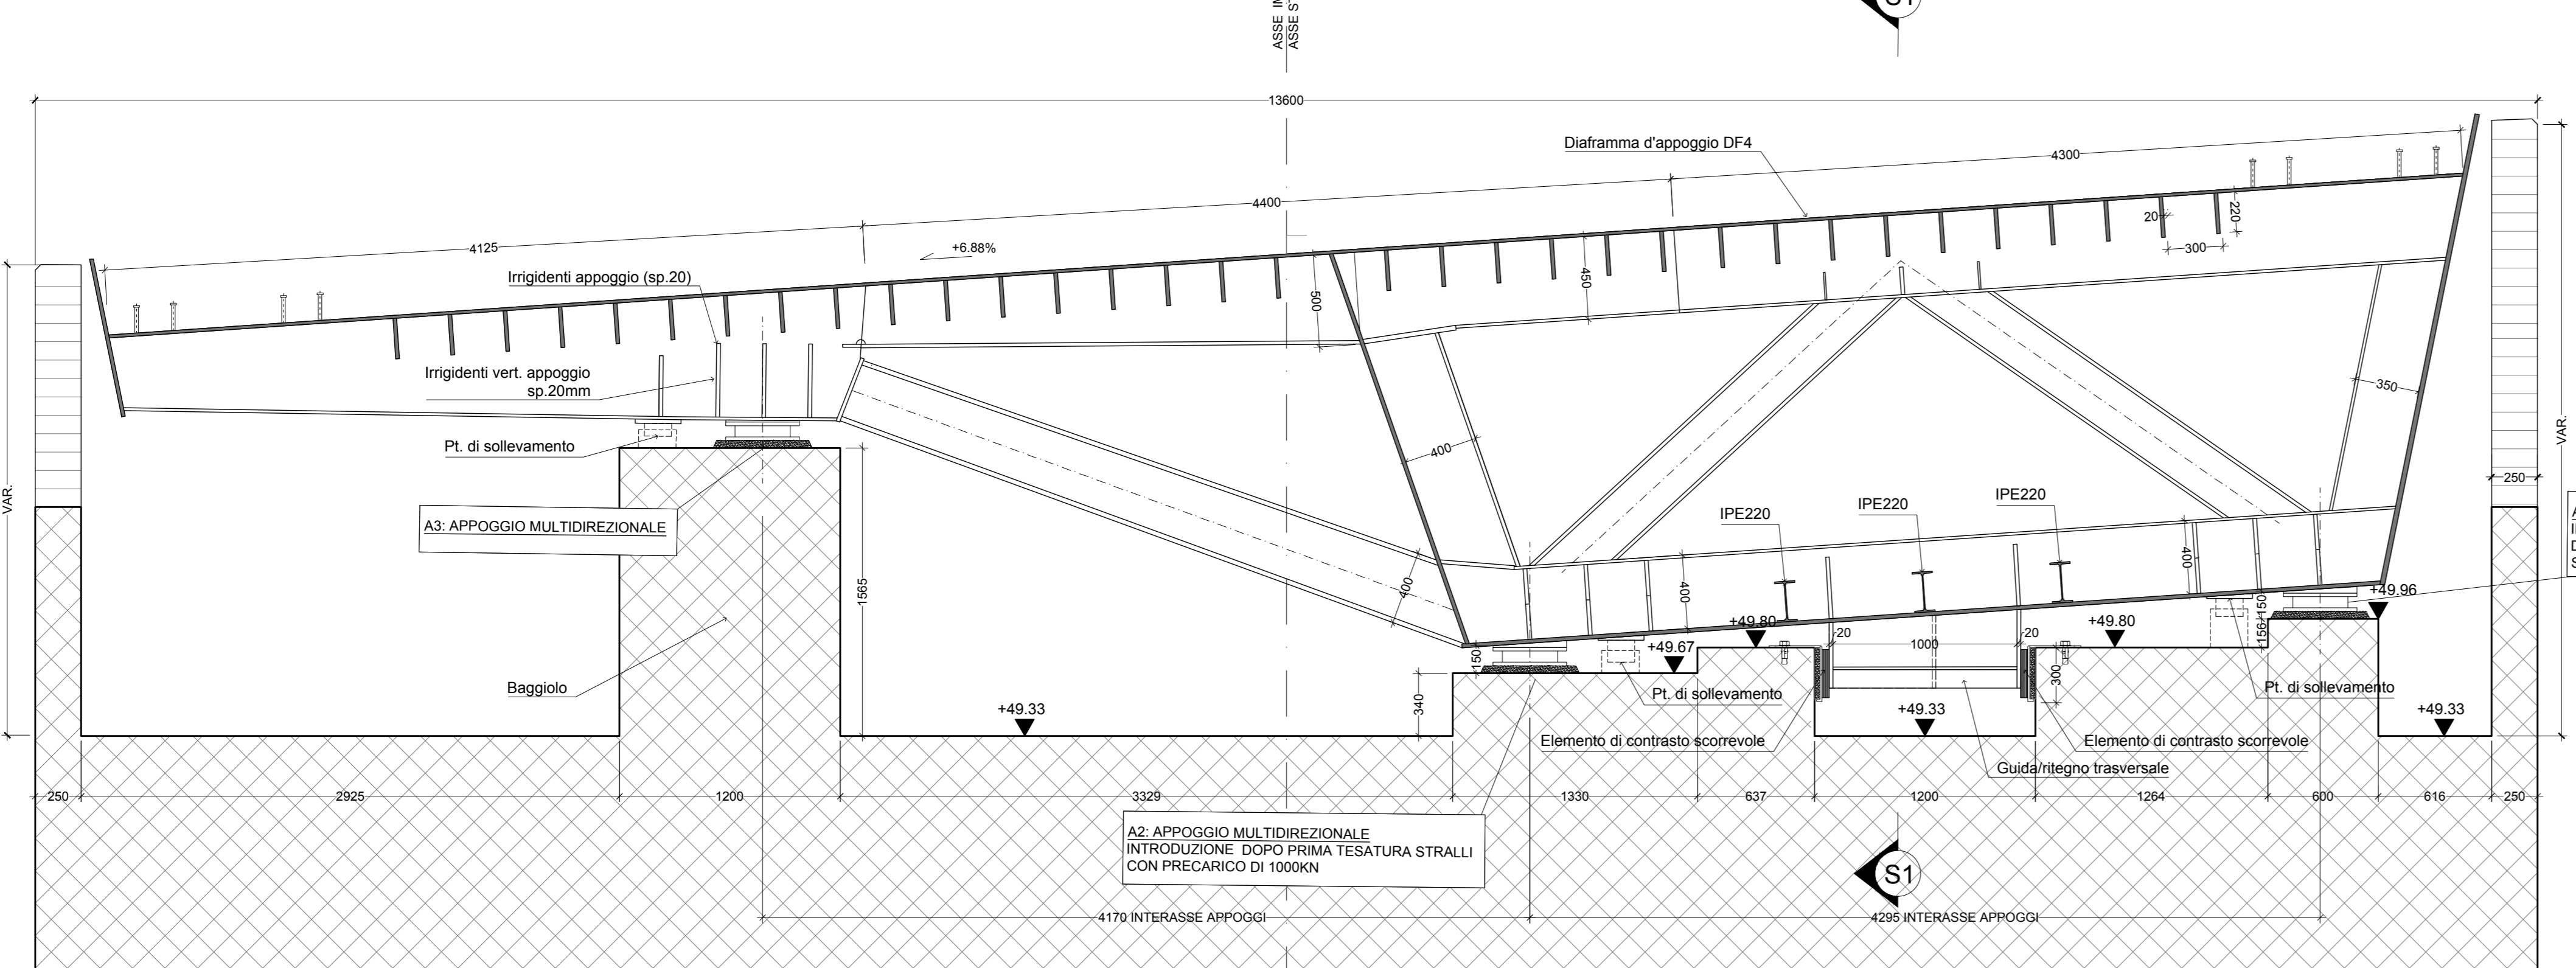 ASSE S
S1
13600
Diaframma d'appoggio DF4
4300
4400
4125
+6.88%
20
220
300
Irrigidenti appoggio (sp.20)
450
500
Irrigidenti vert. appoggio
sp.20mm
350
Pt. di sollevamento
400
VAR.
VAR.
250
IPE220
IPE220
IPE220
A3: APPOGGIO MULTIDIREZIONALE
1565
400
400
400
+49.96
150
156
+49.80
+49.80
20
1000
20
+49.67
150
300
Baggiolo
Pt. di sollevamento
Pt. di sollevamento
340
+49.33
+49.33
+49.33
Elemento di contrasto scorrevole
Elemento di contrasto scorrevole
Guida/ritegno trasversale
250
2925
1200
3329
1330
637
1200
1264
600
616
250
A2: APPOGGIO MULTIDIREZIONALE
INTRODUZIONE DOPO PRIMA TESATURA STRALLI
CON PRECARICO DI 1000KN
S1
4170 INTERASSE APPOGGI
4295 INTERASSE APPOGGI